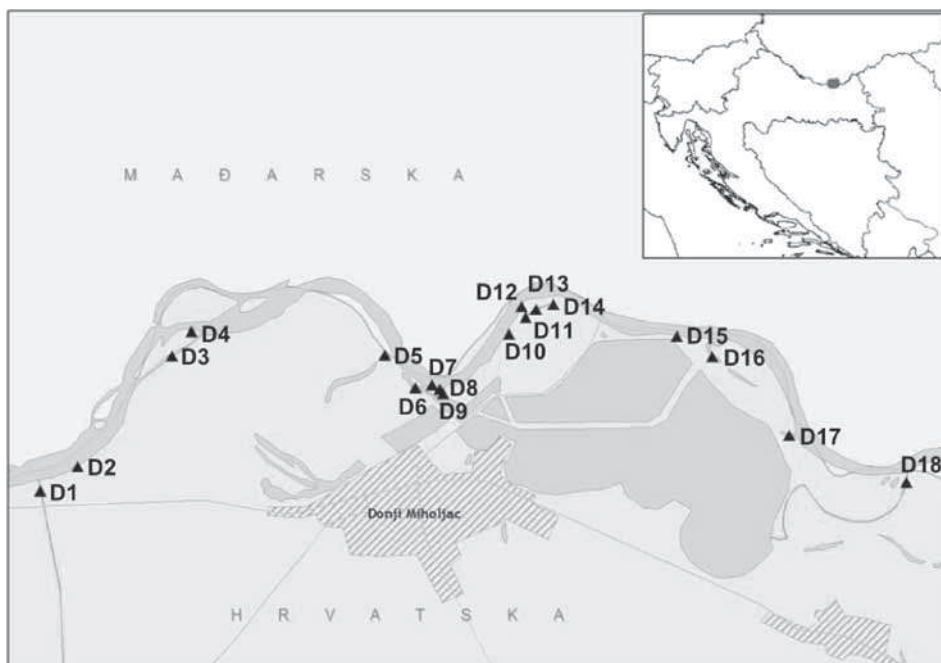 M A Đ A R S K A
D13
D12
D14
D11
D4
D10
D15
D3
D5
D16
D7
D8
D6
D9
D17
D2
D18
D1
Donji Miholjac
H R V A T S K A